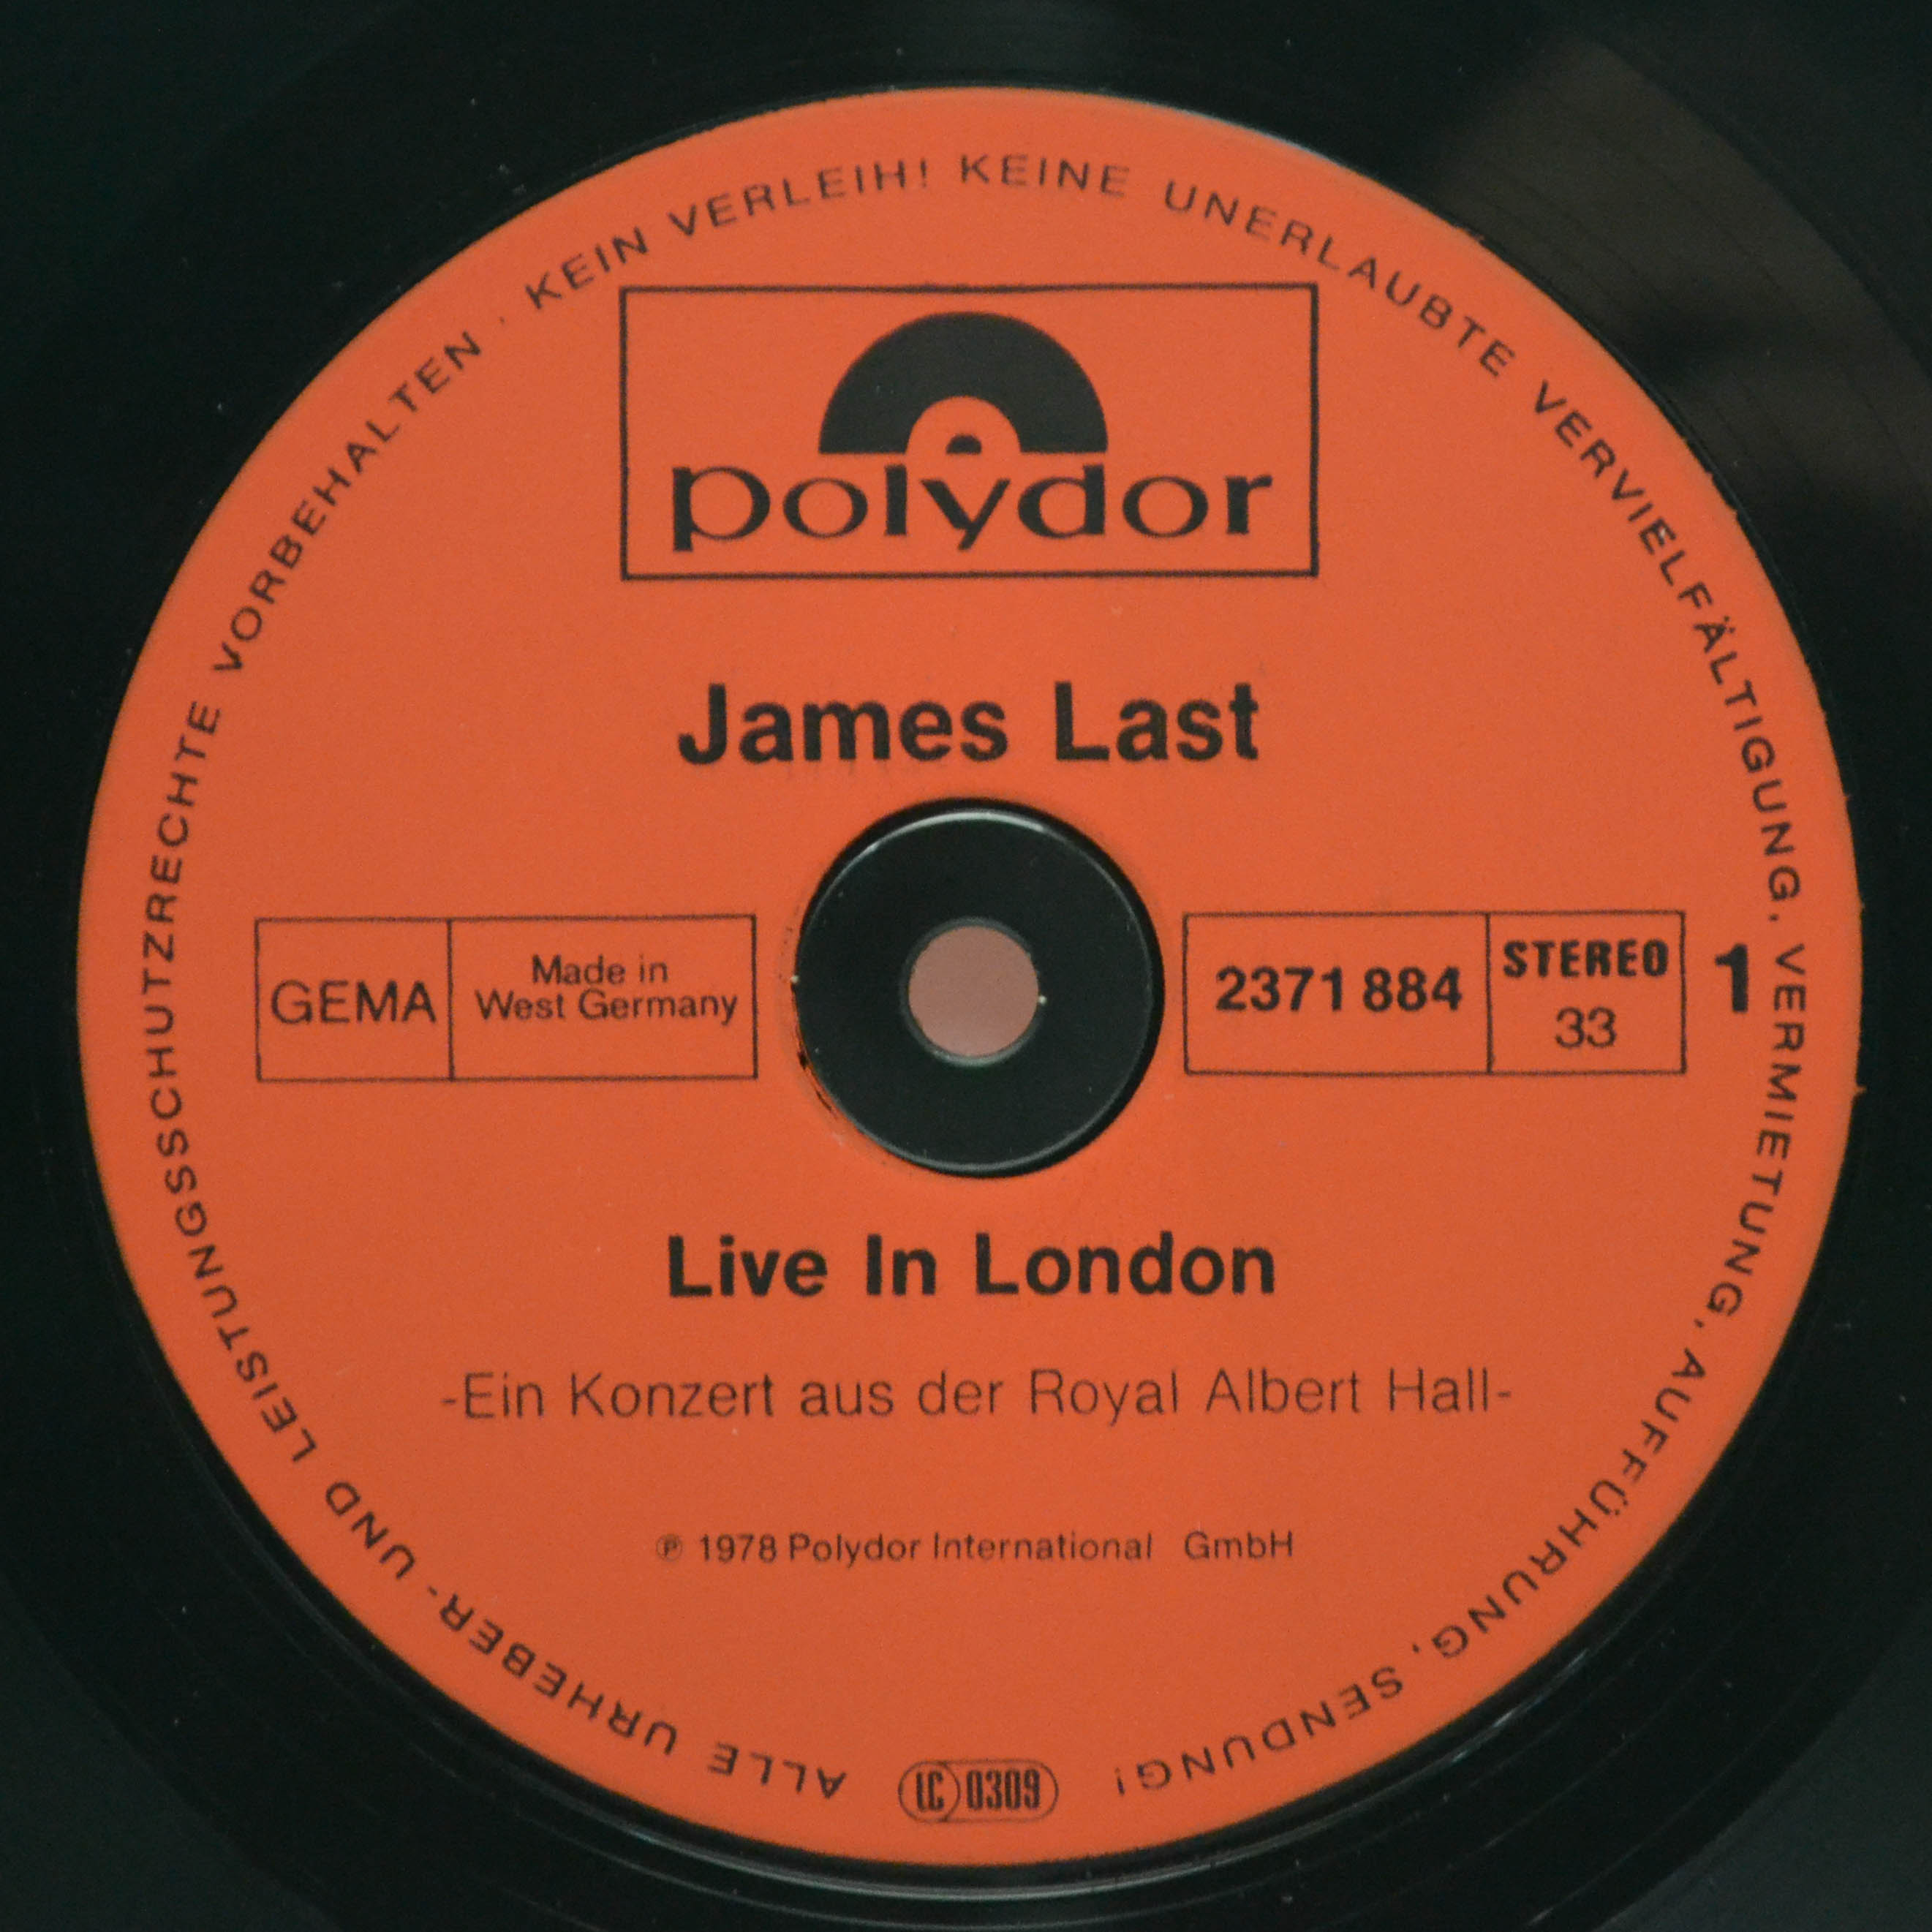 ALLE URHEBER- UND LEISTUNGSSCHUTZRECHTE VORBEHALTEN · KEIN VERLEIH! KEINE UNERLAUBTE VERVIELFÄLTIGUNG, VERMIETUNG, AUFFÜHRUNG, SENDUNG!
polydor
James Last
GEMA
Made in
West Germany
2371 884
STEREO
33
1
Live In London
-Ein Konzert aus der Royal Albert Hall-
℗ 1978 Polydor International GmbH
LC 0309